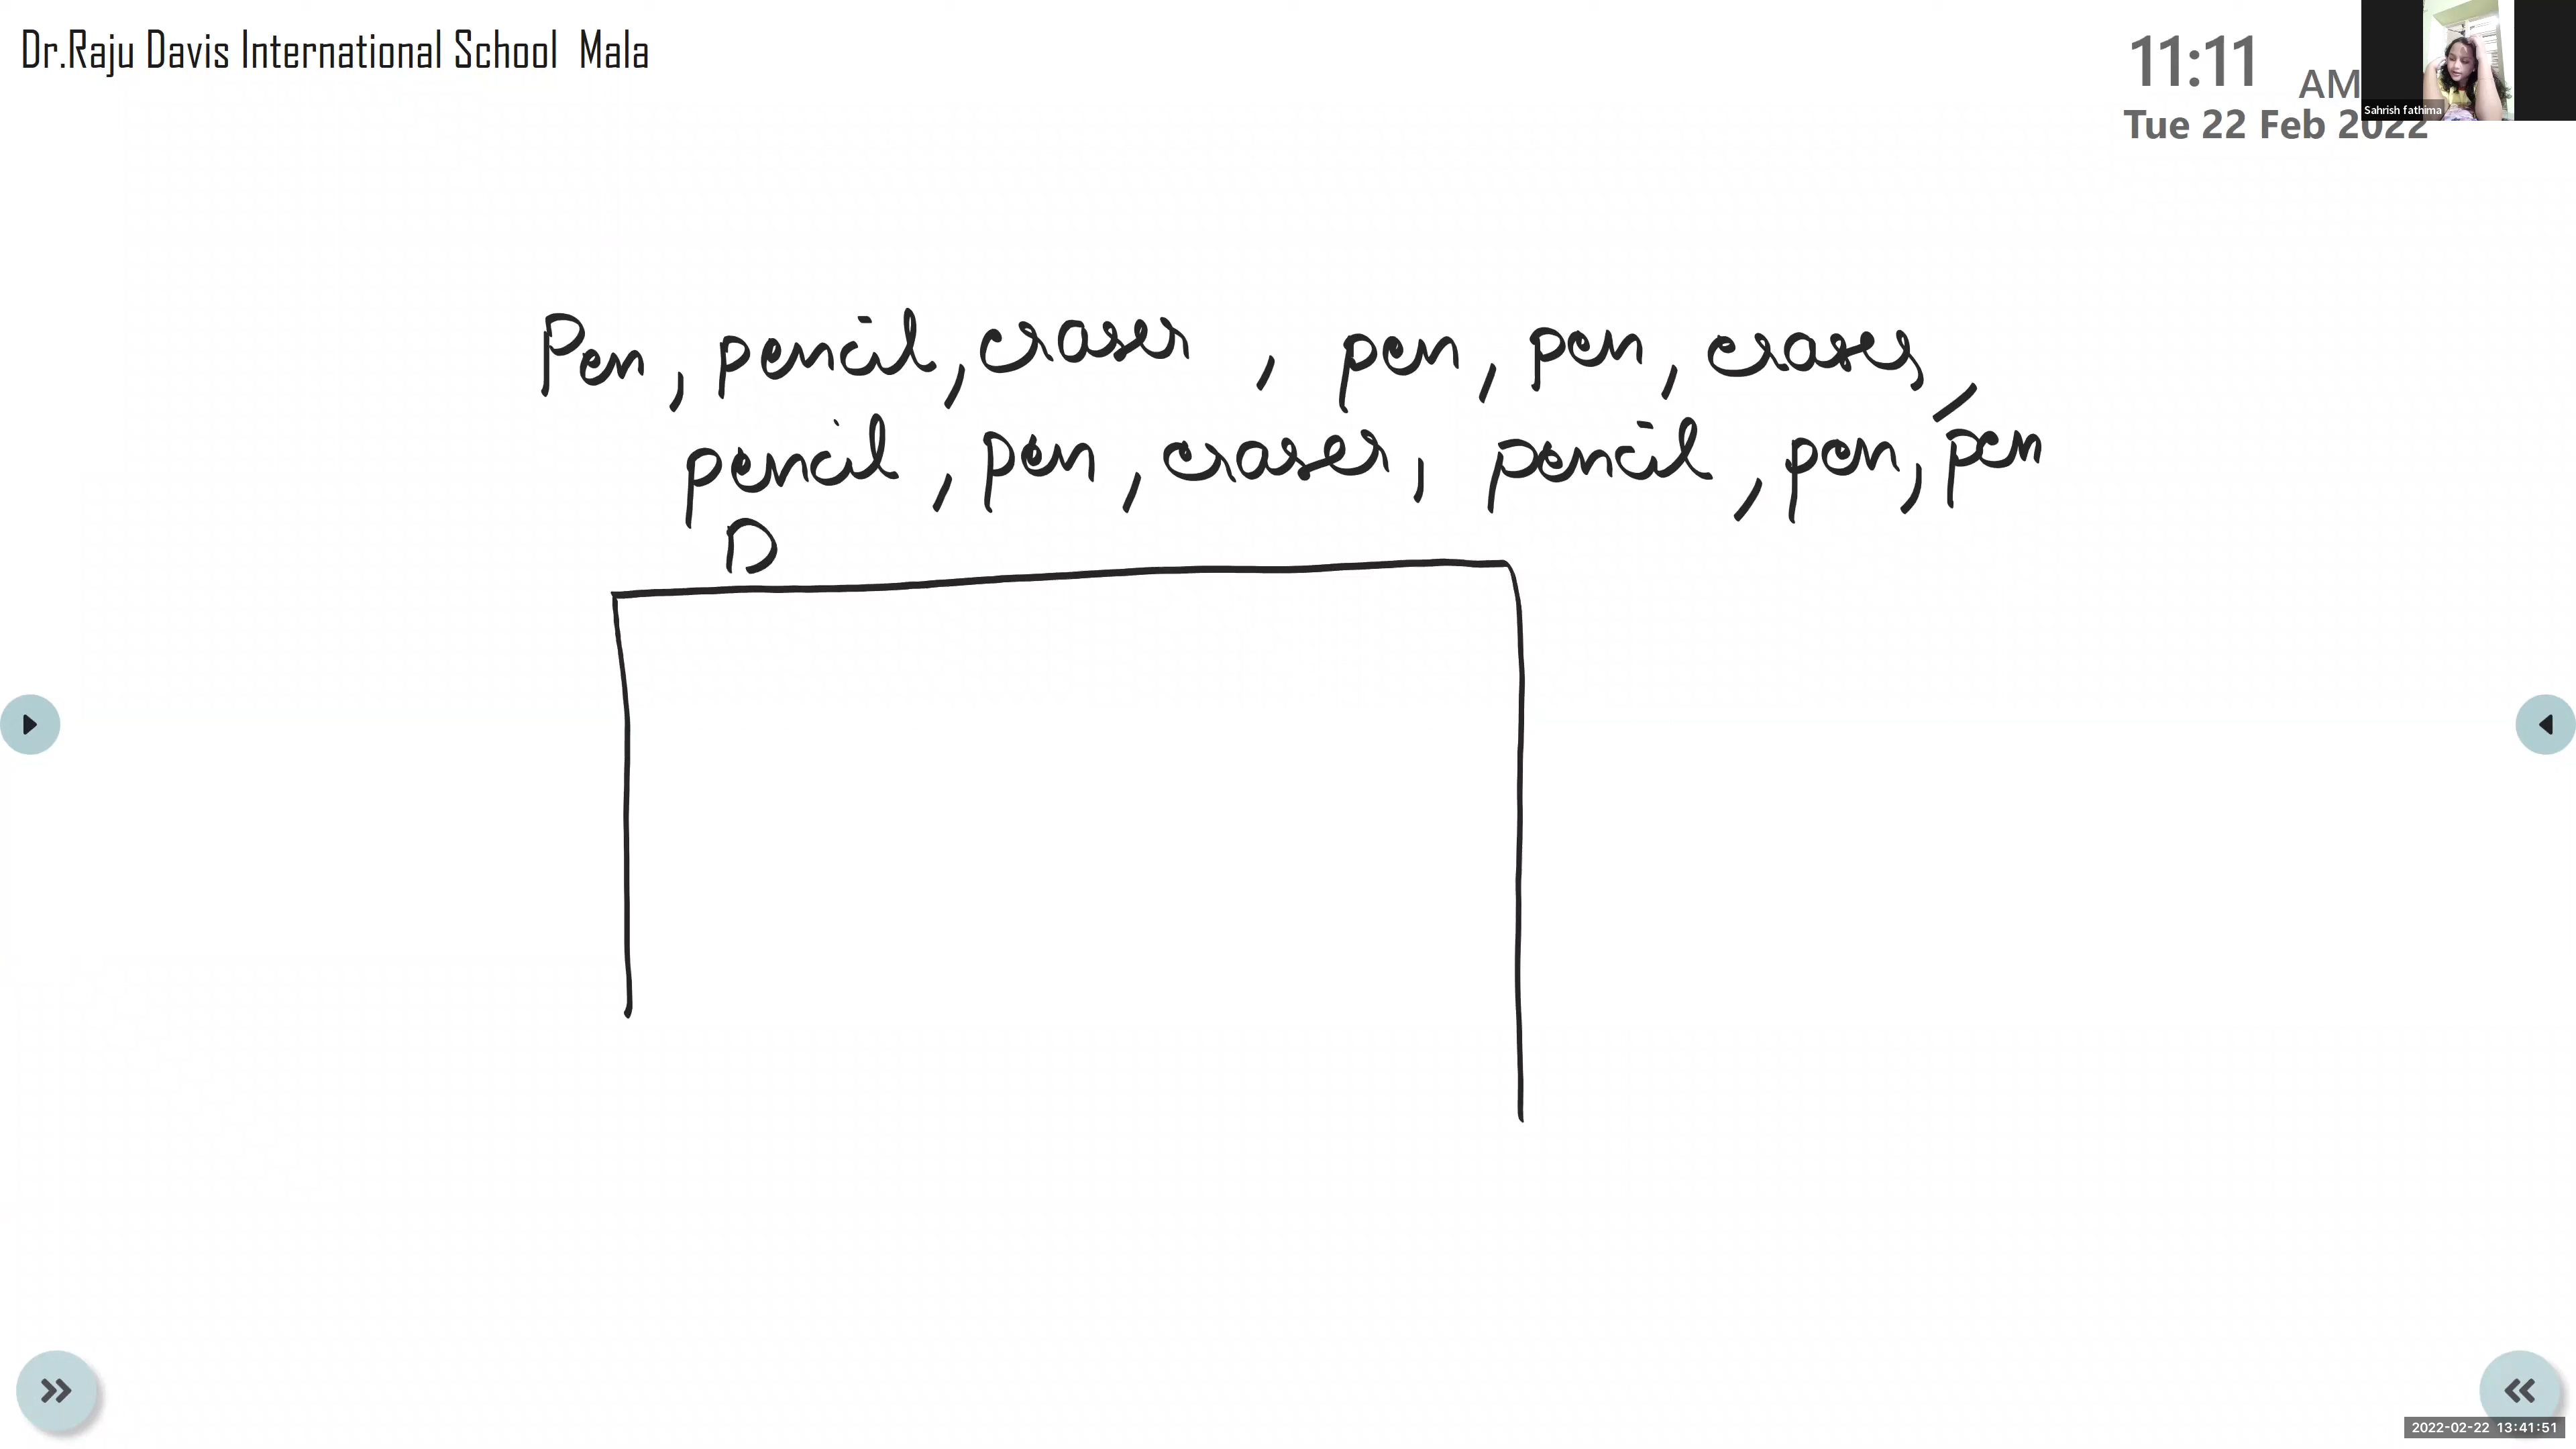 Dr.Raju Davis International School Mala
11:11 AM
Sahrish fathima
Tue 22 Feb 2022
Pen, pencil, eraser, pen, pen, eraser,
pencil, pen, eraser, pencil, pen, pen
D
2022-02-22 13:41:51